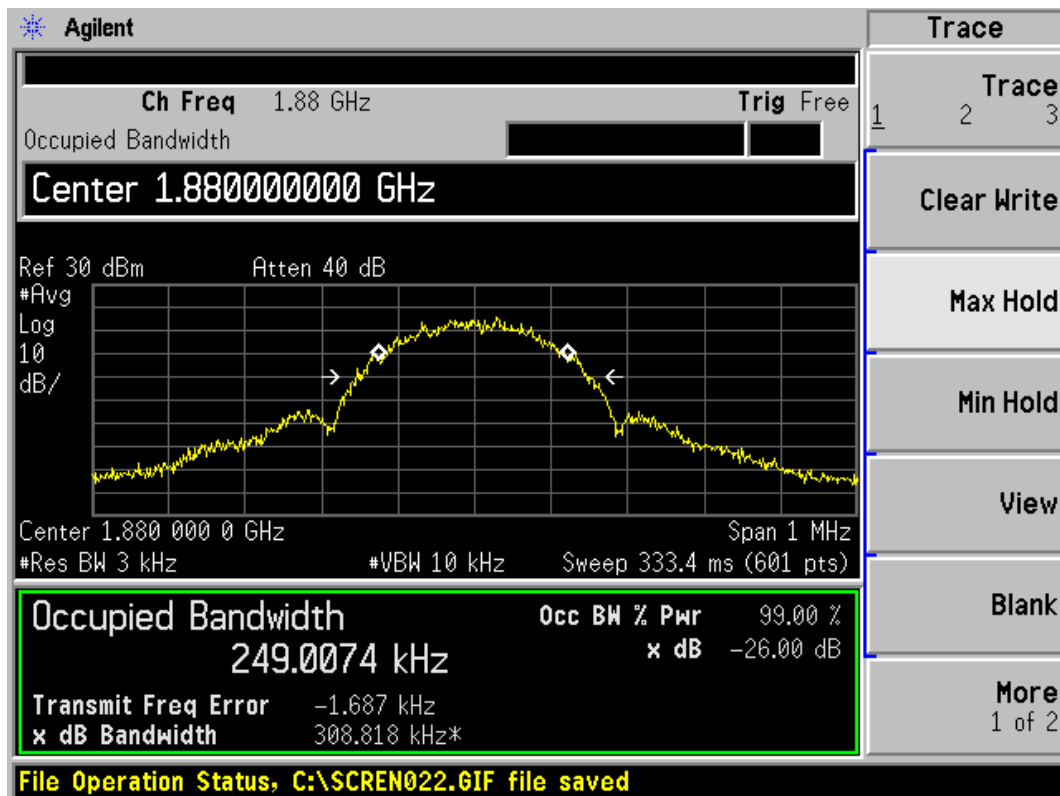 Agilent
Trace
Ch Freq 1.88 GHz Trig Free
Occupied Bandwidth
Center 1.880000000 GHz
Ref 30 dBm Atten 40 dB
#Avg
Log
10
dB/
Center 1.880 000 0 GHz Span 1 MHz
#Res BW 3 kHz #VBW 10 kHz Sweep 333.4 ms (601 pts)
Occupied Bandwidth
249.0074 kHz
Occ BW % Pwr 99.00 %
x dB -26.00 dB
Transmit Freq Error -1.687 kHz
x dB Bandwidth 308.818 kHz*
Trace
1 2 3
Clear Write
Max Hold
Min Hold
View
Blank
More
1 of 2
File Operation Status, C:\SCREN022.GIF file saved